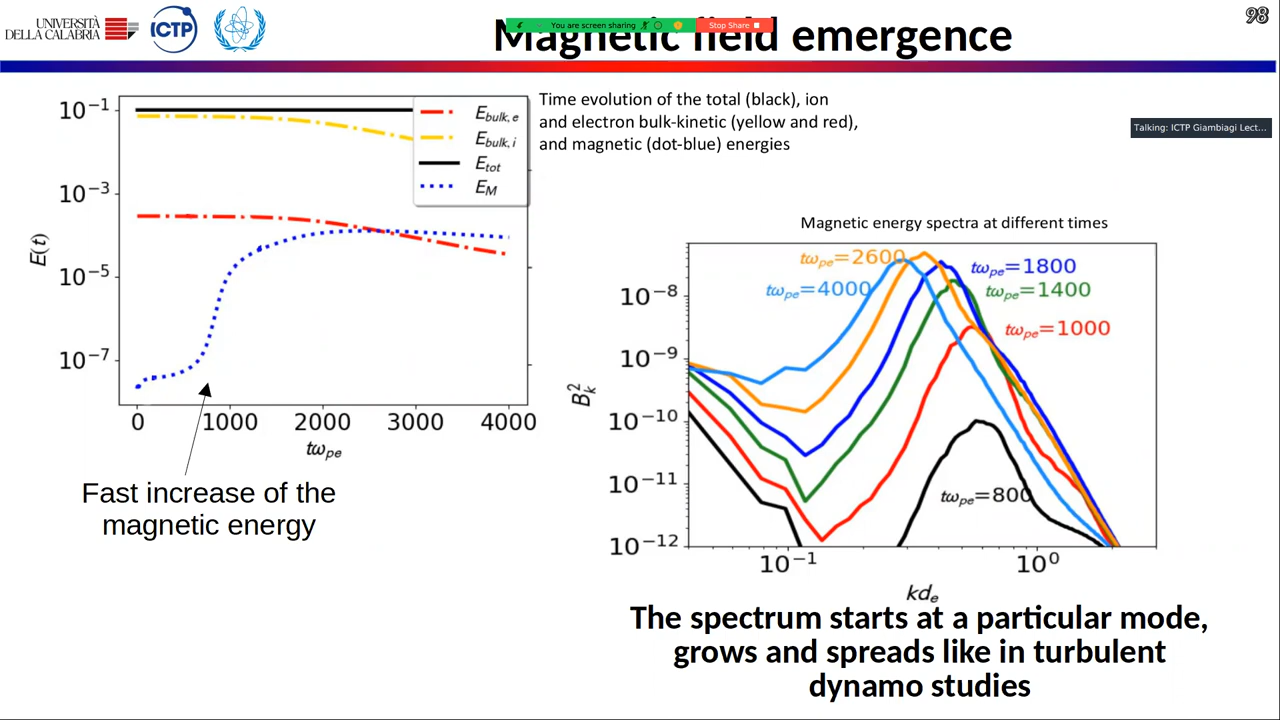 UNIVERSITÀ
DELLA CALABRIA
ICTP
You are screen sharing
Stop Share
98
Magnetic field emergence
Time evolution of the total (black), ion
and electron bulk-kinetic (yellow and red),
and magnetic (dot-blue) energies
Talking: ICTP Giambiagi Lect...
10⁻¹
10⁻³
10⁻⁵
10⁻⁷
E(t)
E_bulk,e
E_bulk,i
E_tot
E_M
0 1000 2000 3000 4000
tω_pe
Fast increase of the
magnetic energy
Magnetic energy spectra at different times
tω_pe=2600
tω_pe=1800
tω_pe=4000
tω_pe=1400
tω_pe=1000
tω_pe=800
10⁻⁸
10⁻⁹
10⁻¹⁰
10⁻¹¹
10⁻¹²
B_k²
10⁻¹ 10⁰
kd_e
The spectrum starts at a particular mode,
grows and spreads like in turbulent
dynamo studies